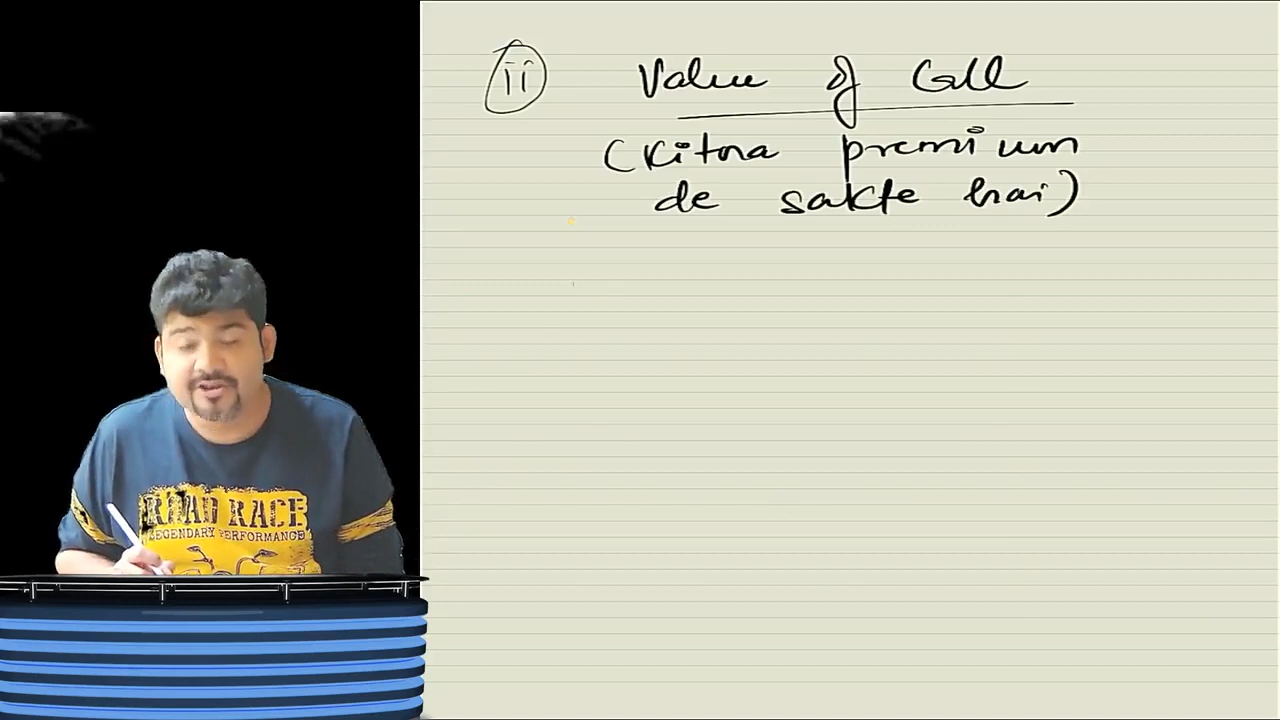 ii Value of Call
(Kitna premium
de sakte hai)
ROAD RACE
LEGENDARY PERFORMANCE